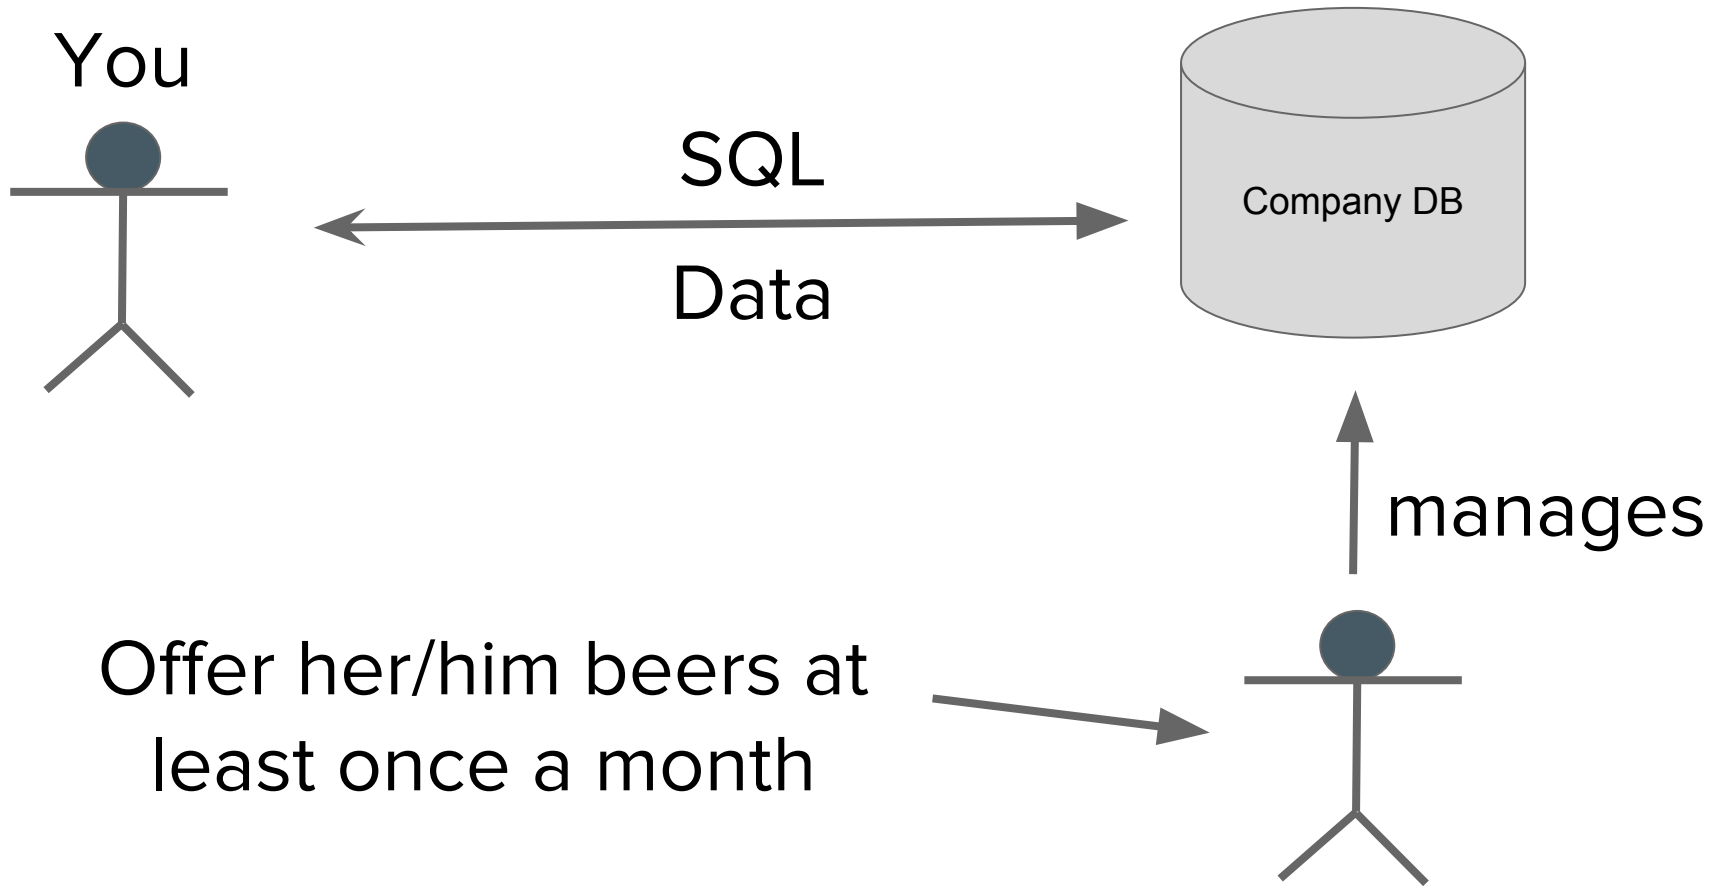 You
SQL
Data
Company DB
manages
Offer her/him beers at
least once a month